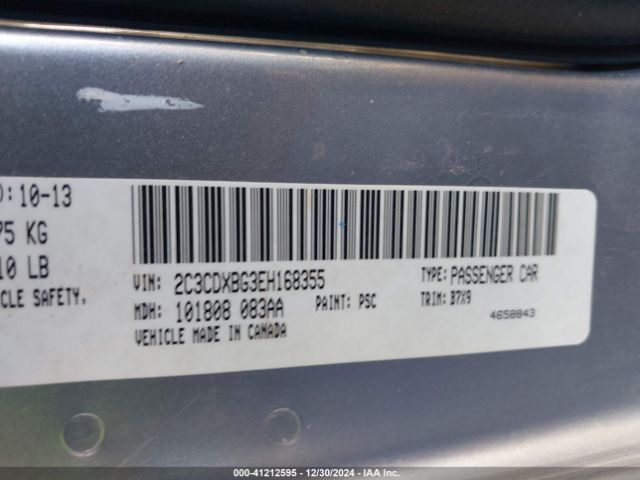 ): 10-13
75 KG
10 LB
CLE SAFETY,
VIN: 2C3CDXBG3EH168355
TYPE: PASSENGER CAR
MDH: 101808 083AA
PAINT: PSC
TRIM: B7X9
VEHICLE MADE IN CANADA
4658843
000-41212595 - 12/30/2024 - IAA Inc.